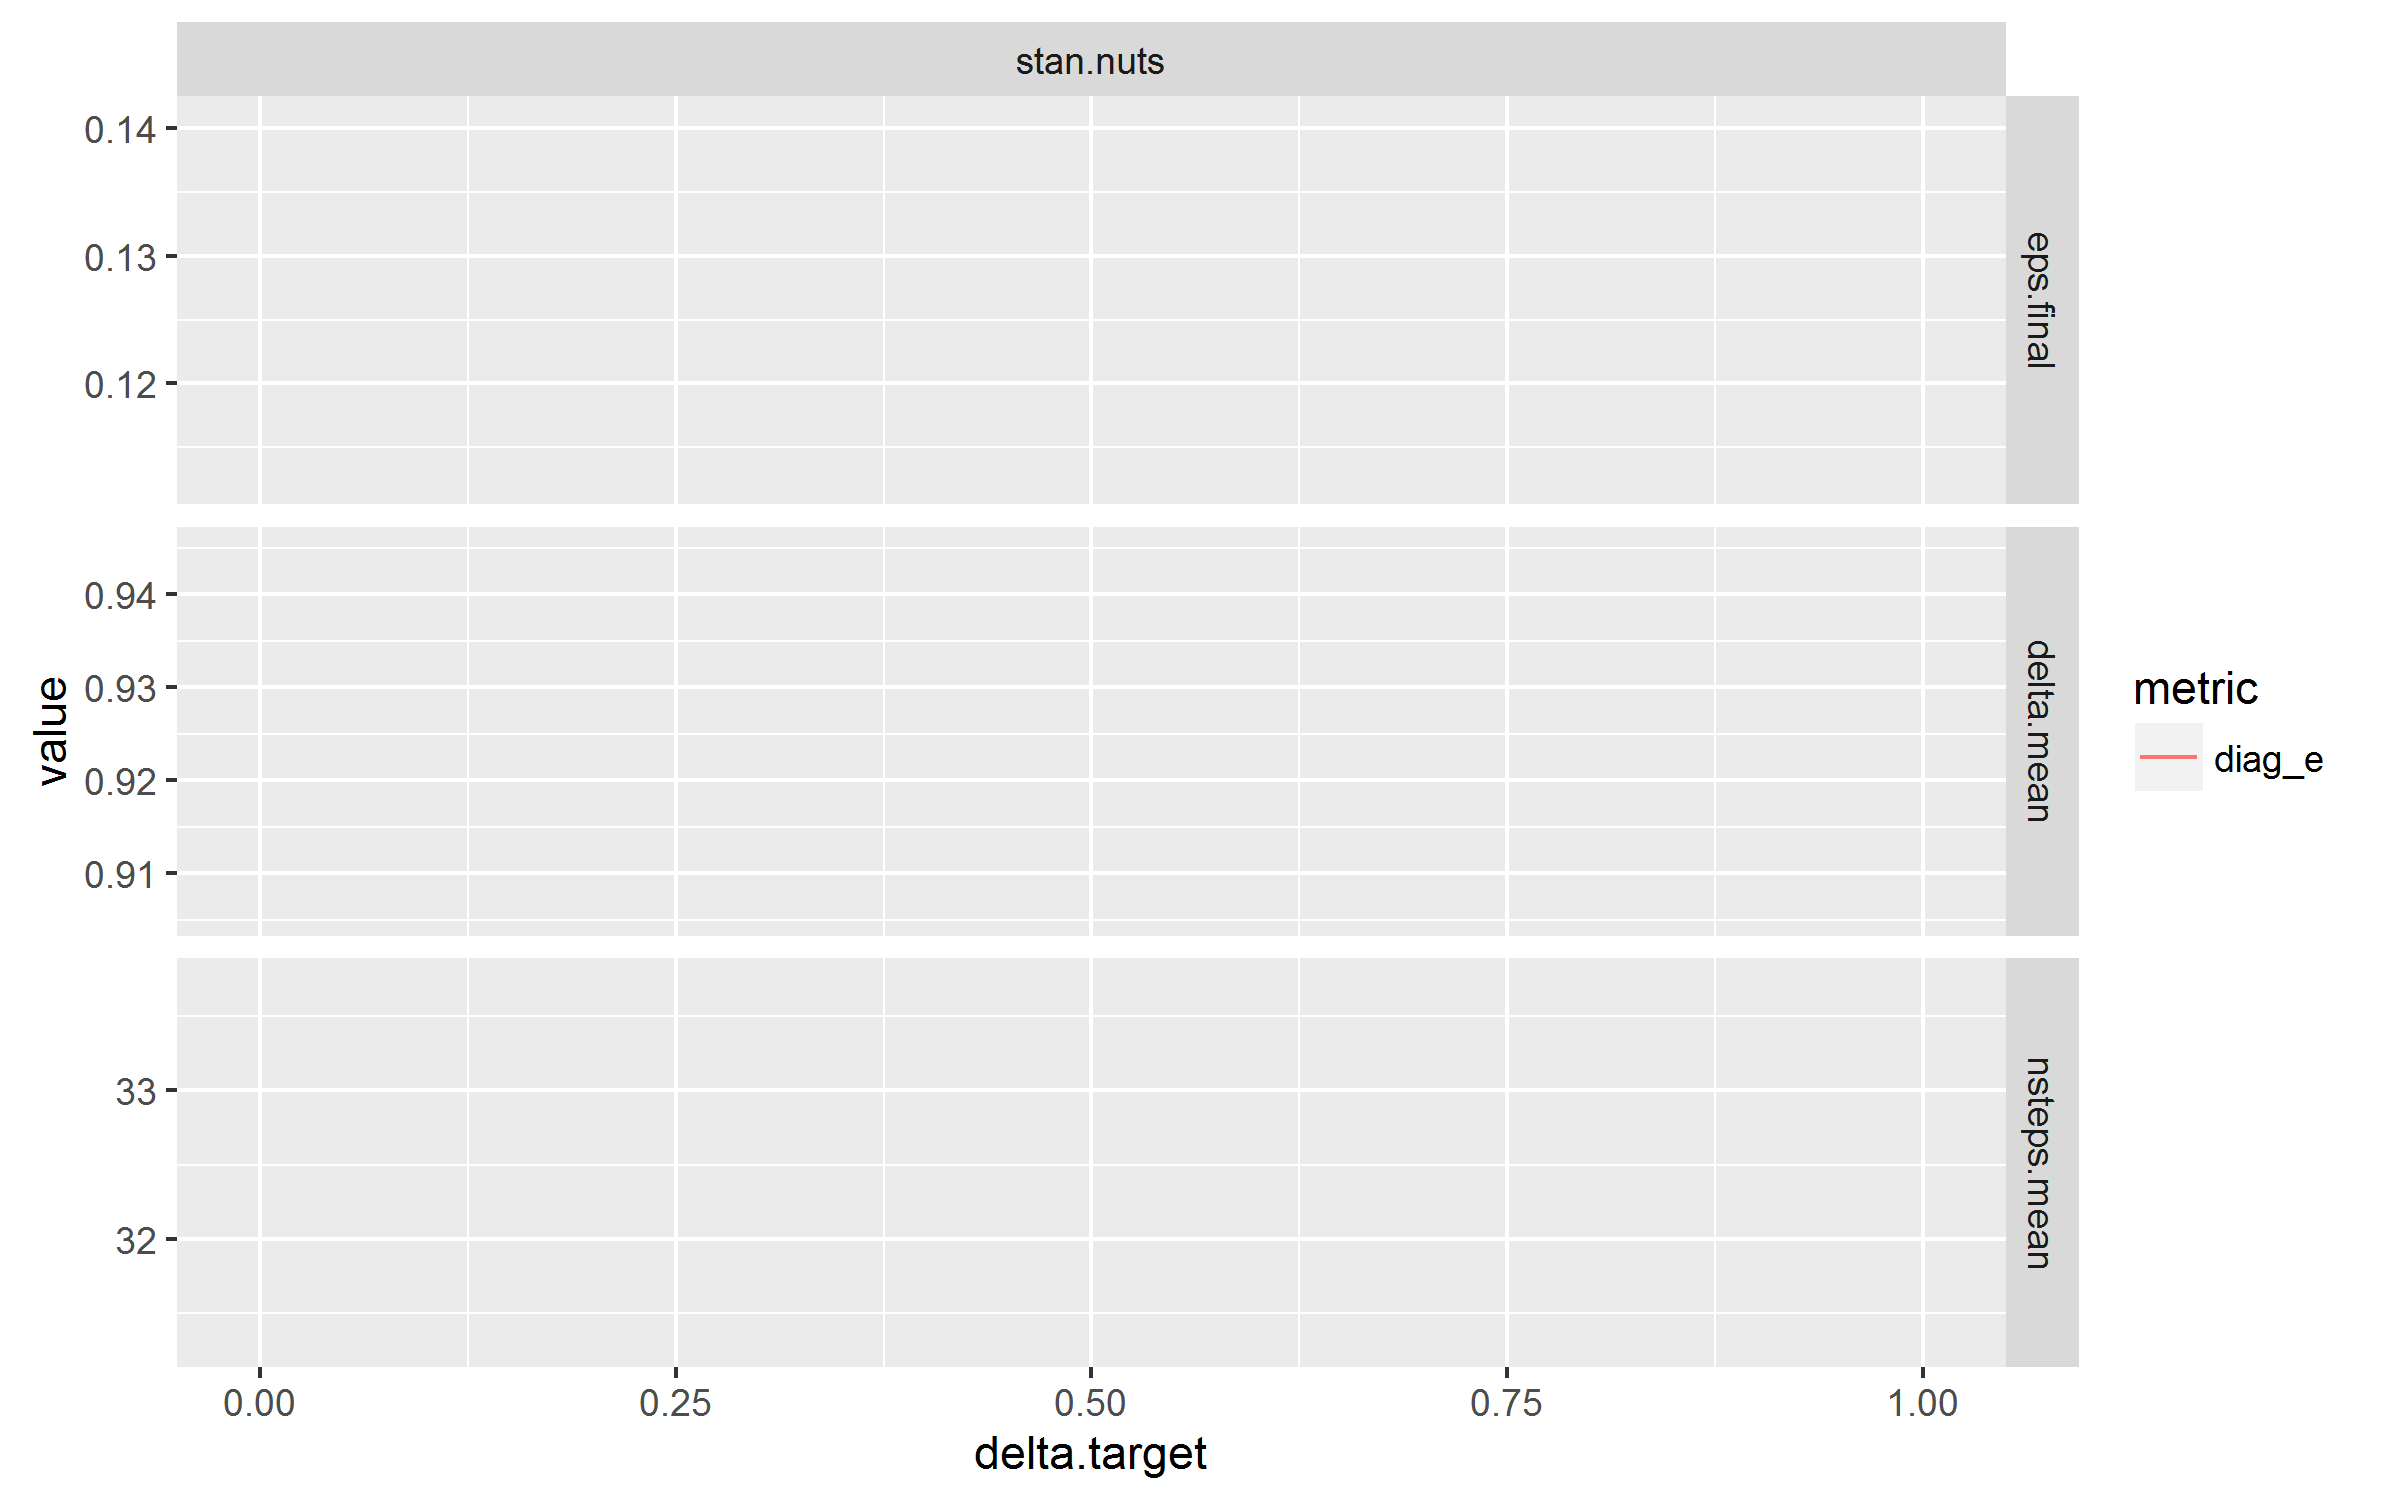 stan.nuts
0.14
0.13
0.12
eps.final
value
0.94
0.93
0.92
0.91
delta.mean
33
32
nsteps.mean
0.00 0.25 0.50 0.75 1.00
delta.target
metric
diag_e